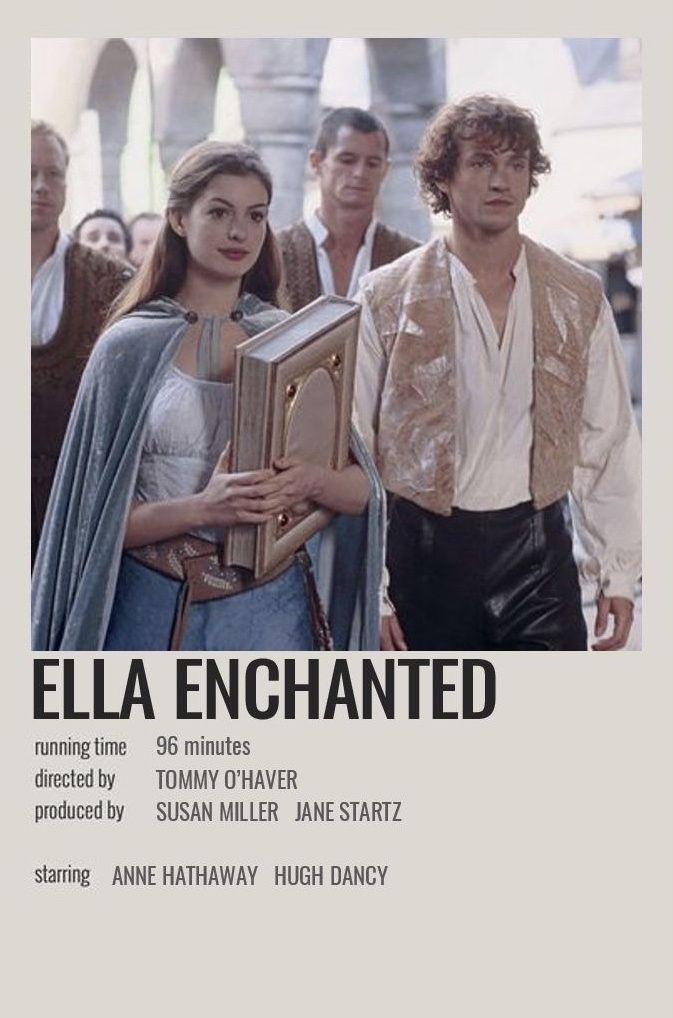 ELLA ENCHANTED
running time 96 minutes
directed by TOMMY O'HAVER
produced by SUSAN MILLER JANE STARTZ
starring ANNE HATHAWAY HUGH DANCY